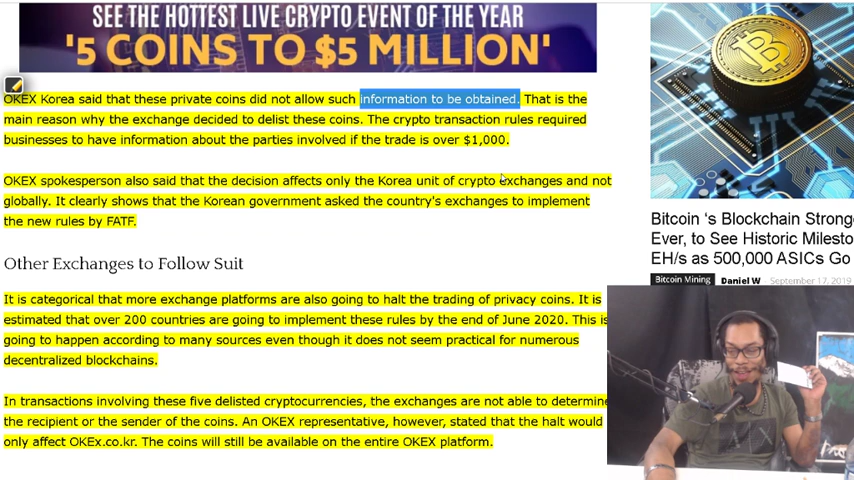 SEE THE HOTTEST LIVE CRYPTO EVENT OF THE YEAR
'5 COINS TO $5 MILLION'
OKEX Korea said that these private coins did not allow such information to be obtained. That is the
main reason why the exchange decided to delist these coins. The crypto transaction rules required
businesses to have information about the parties involved if the trade is over $1,000.
OKEX spokesperson also said that the decision affects only the Korea unit of crypto exchanges and not
globally. It clearly shows that the Korean government asked the country's exchanges to implement
the new rules by FATF.
Other Exchanges to Follow Suit
It is categorical that more exchange platforms are also going to halt the trading of privacy coins. It is
estimated that over 200 countries are going to implement these rules by the end of June 2020. This is
going to happen according to many sources even though it does not seem practical for numerous
decentralized blockchains.
In transactions involving these five delisted cryptocurrencies, the exchanges are not able to determine
the recipient or the sender of the coins. An OKEX representative, however, stated that the halt would
only affect OKEx.co.kr. The coins will still be available on the entire OKEX platform.
Bitcoin 's Blockchain Strong
Ever, to See Historic Milesto
EH/s as 500,000 ASICs Go
Bitcoin Mining Daniel W September 17, 2019